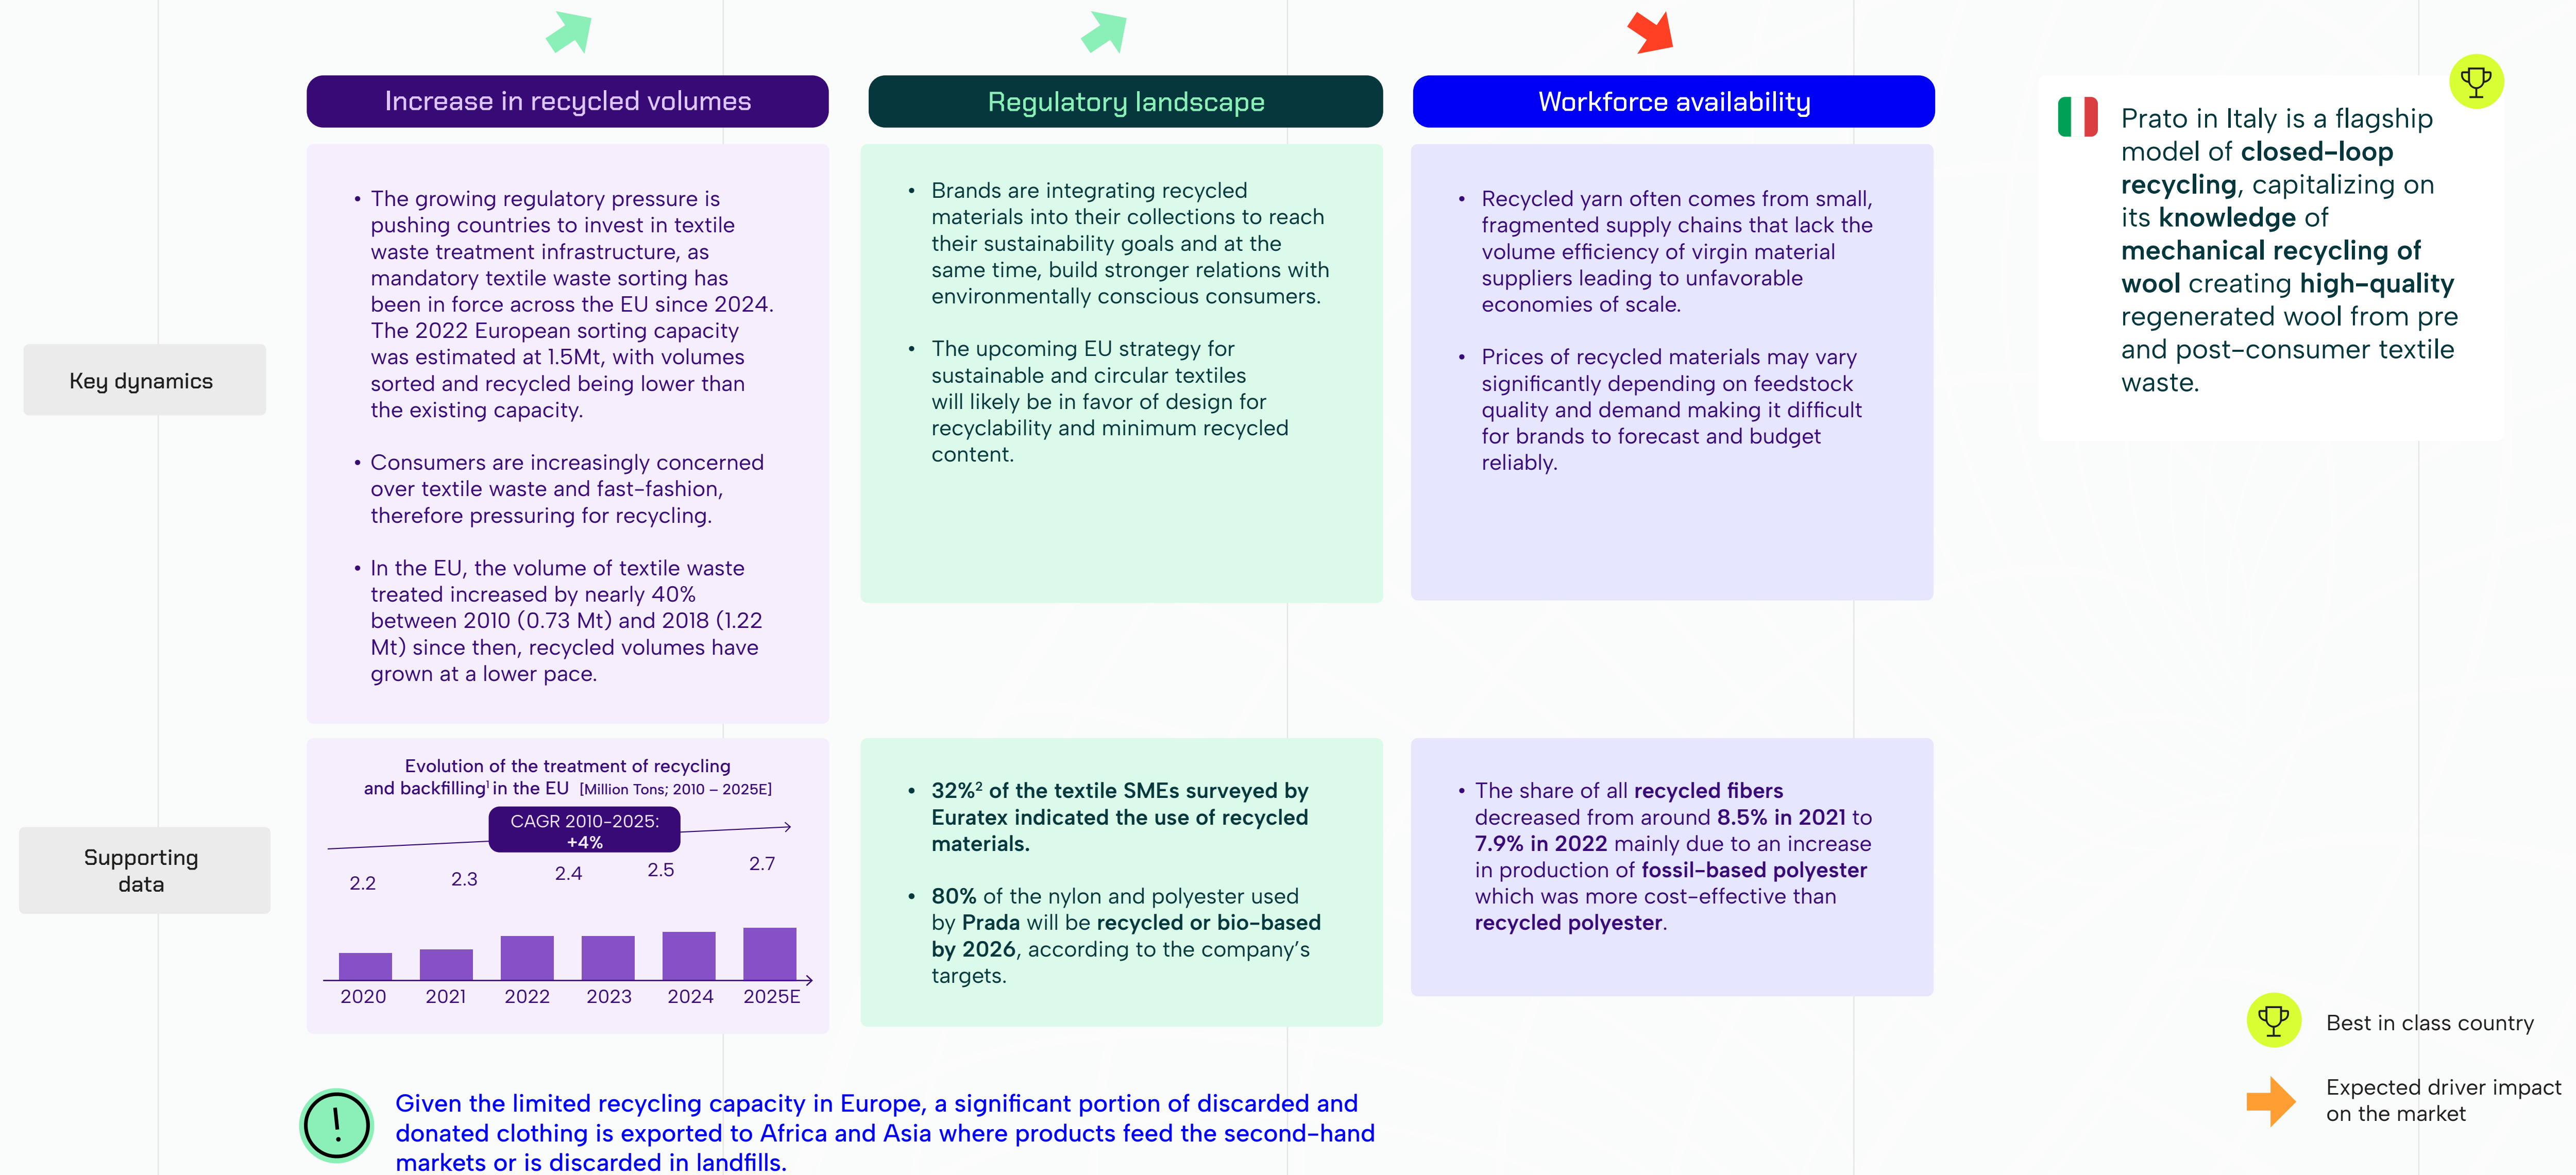 Increase in recycled volumes
Regulatory landscape
Workforce availability
Key dynamics
• The growing regulatory pressure is
pushing countries to invest in textile
waste treatment infrastructure, as
mandatory textile waste sorting has
been in force across the EU since 2024.
The 2022 European sorting capacity
was estimated at 1.5Mt, with volumes
sorted and recycled being lower than
the existing capacity.
• Consumers are increasingly concerned
over textile waste and fast-fashion,
therefore pressuring for recycling.
• In the EU, the volume of textile waste
treated increased by nearly 40%
between 2010 (0.73 Mt) and 2018 (1.22
Mt) since then, recycled volumes have
grown at a lower pace.
• Brands are integrating recycled
materials into their collections to reach
their sustainability goals and at the
same time, build stronger relations with
environmentally conscious consumers.
• The upcoming EU strategy for
sustainable and circular textiles
will likely be in favor of design for
recyclability and minimum recycled
content.
• Recycled yarn often comes from small,
fragmented supply chains that lack the
volume efficiency of virgin material
suppliers leading to unfavorable
economies of scale.
• Prices of recycled materials may vary
significantly depending on feedstock
quality and demand making it difficult
for brands to forecast and budget
reliably.
Prato in Italy is a flagship
model of closed-loop
recycling, capitalizing on
its knowledge of
mechanical recycling of
wool creating high-quality
regenerated wool from pre
and post-consumer textile
waste.
Supporting
data
Evolution of the treatment of recycling
and backfilling¹ in the EU [Million Tons; 2010 – 2025E]
CAGR 2010-2025:
+4%
2.2 2.3 2.4 2.5 2.7
2020 2021 2022 2023 2024 2025E
• 32%² of the textile SMEs surveyed by
Euratex indicated the use of recycled
materials.
• 80% of the nylon and polyester used
by Prada will be recycled or bio-based
by 2026, according to the company's
targets.
• The share of all recycled fibers
decreased from around 8.5% in 2021 to
7.9% in 2022 mainly due to an increase
in production of fossil-based polyester
which was more cost-effective than
recycled polyester.
Best in class country
Expected driver impact
on the market
!
Given the limited recycling capacity in Europe, a significant portion of discarded and
donated clothing is exported to Africa and Asia where products feed the second-hand
markets or is discarded in landfills.